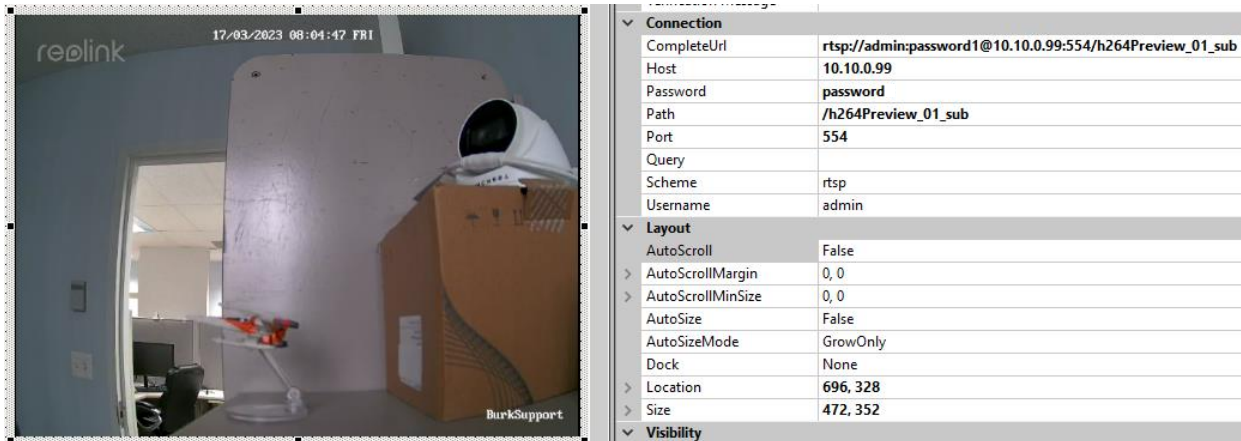 17/03/2023 08:04:47 FRI
reolink
BurkSupport
Connection
CompleteUrl rtsp://admin:password1@10.10.0.99:554/h264Preview_01_sub
Host 10.10.0.99
Password password
Path /h264Preview_01_sub
Port 554
Query
Scheme rtsp
Username admin
Layout
AutoScroll False
AutoScrollMargin 0, 0
AutoScrollMinSize 0, 0
AutoSize False
AutoSizeMode GrowOnly
Dock None
Location 696, 328
Size 472, 352
Visibility